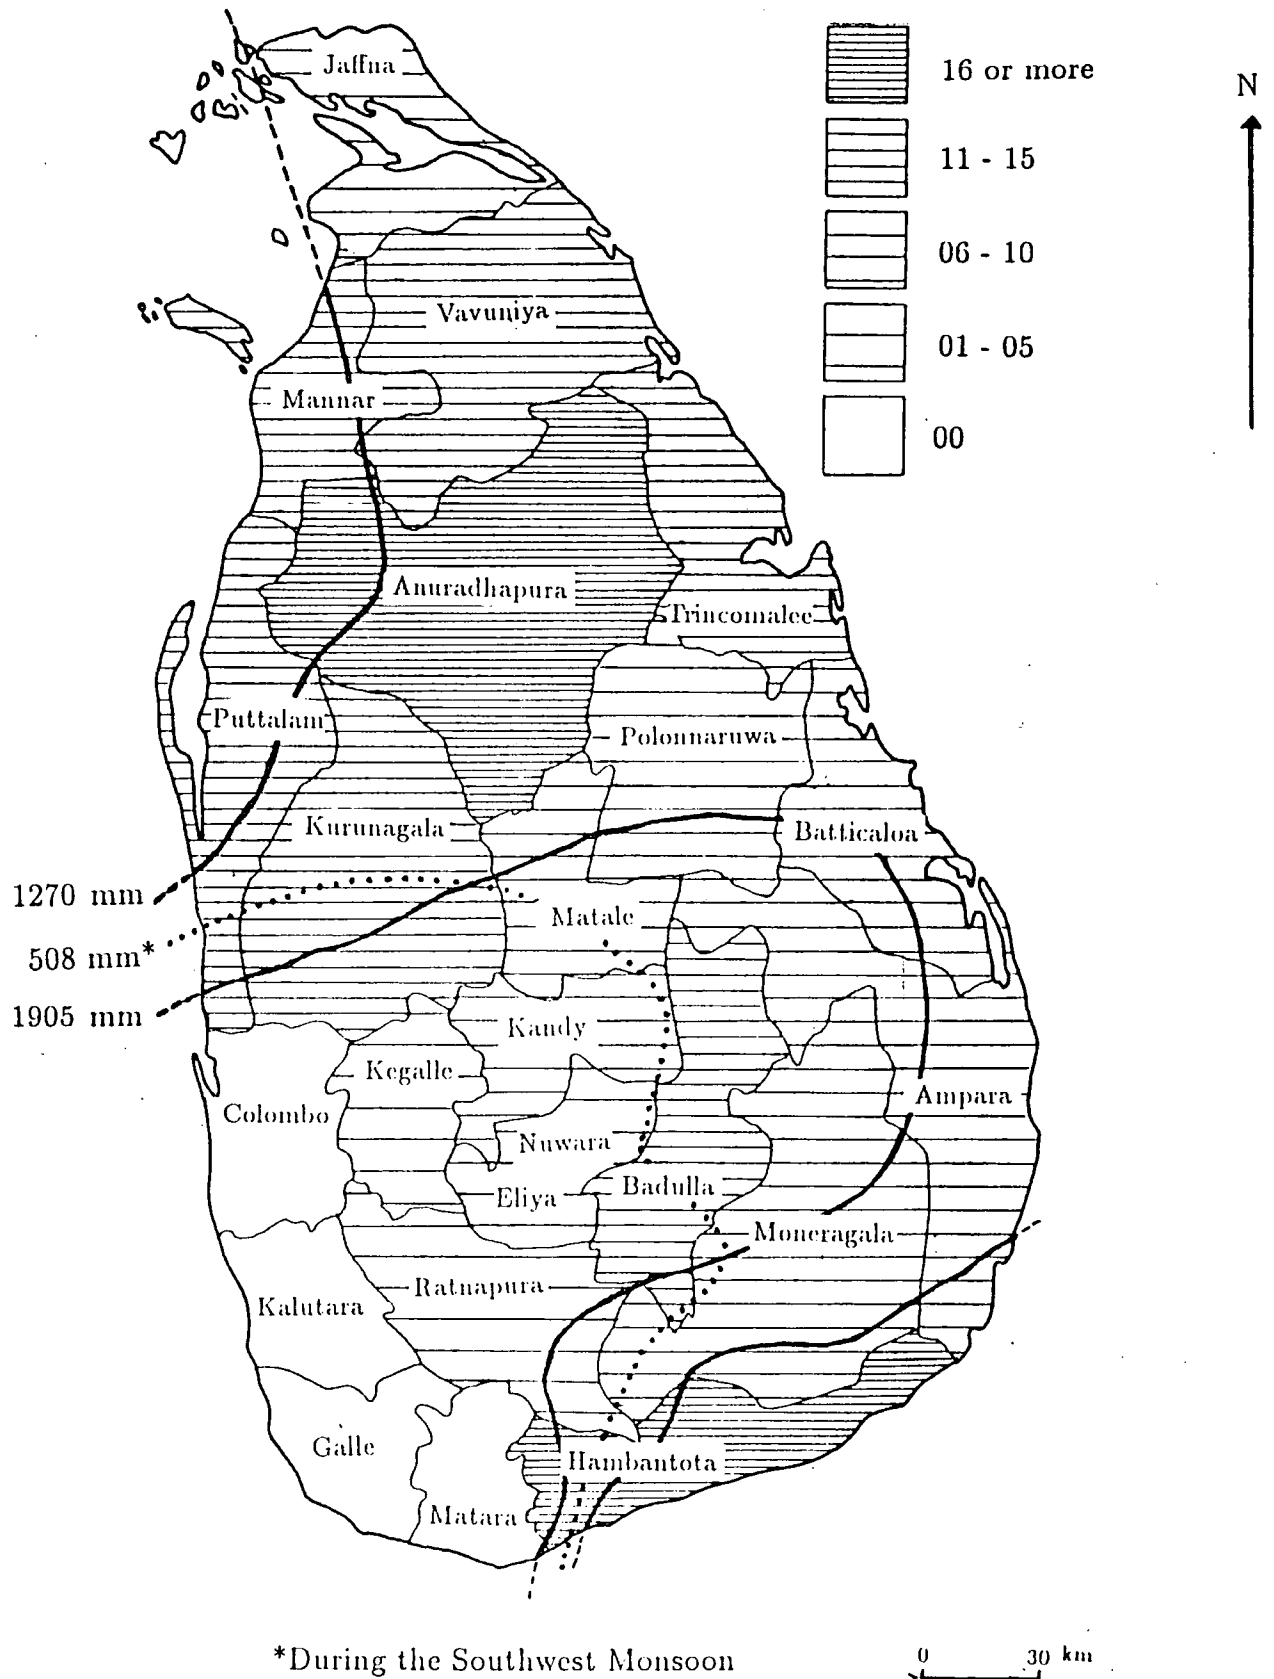 Jaffna
16 or more
N
11 - 15
06 - 10
Vavuniya
01 - 05
Mannar
00
Anuradhapura
Trincomalee
Puttalam
Polonnaruwa
Kurunagala
Batticaloa
1270 mm
Matale
508 mm*
1905 mm
Kandy
Kegalle
Ampara
Colombo
Nuwara
Eliya
Badulla
Moneragala
Ratnapura
Kalutara
Galle
Hambantota
Matara
*During the Southwest Monsoon
0 30 km